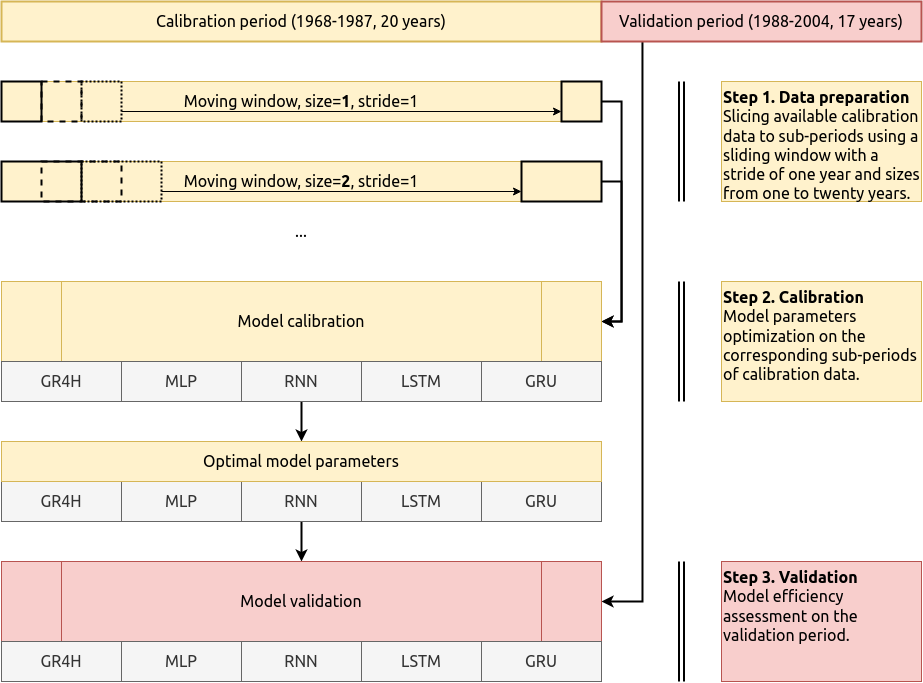 Calibration period (1968-1987, 20 years)
Validation period (1988-2004, 17 years)
Moving window, size=1, stride=1
Step 1. Data preparation
Slicing available calibration
data to sub-periods using a
sliding window with a
stride of one year and sizes
from one to twenty years.
Moving window, size=2, stride=1
...
Model calibration
GR4H MLP RNN LSTM GRU
Step 2. Calibration
Model parameters
optimization on the
corresponding sub-periods
of calibration data.
Optimal model parameters
GR4H MLP RNN LSTM GRU
Model validation
GR4H MLP RNN LSTM GRU
Step 3. Validation
Model efficiency
assessment on the
validation period.